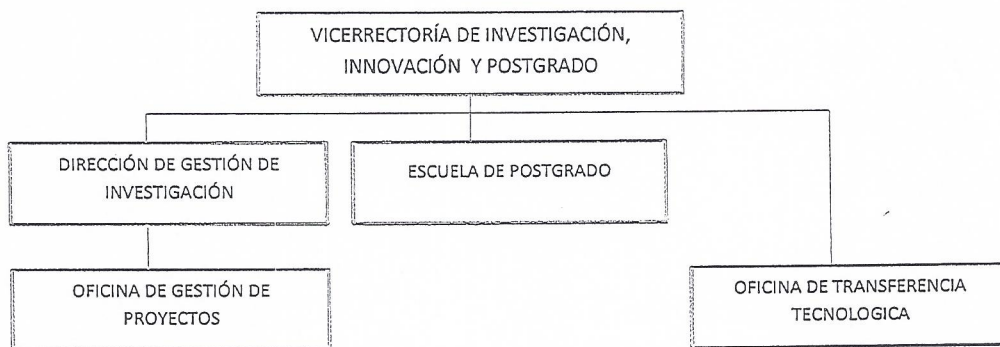 VICERRECTORÍA DE INVESTIGACIÓN,
INNOVACIÓN Y POSTGRADO
DIRECCIÓN DE GESTIÓN DE
INVESTIGACIÓN
ESCUELA DE POSTGRADO
OFICINA DE GESTIÓN DE
PROYECTOS
OFICINA DE TRANSFERENCIA
TECNOLOGICA